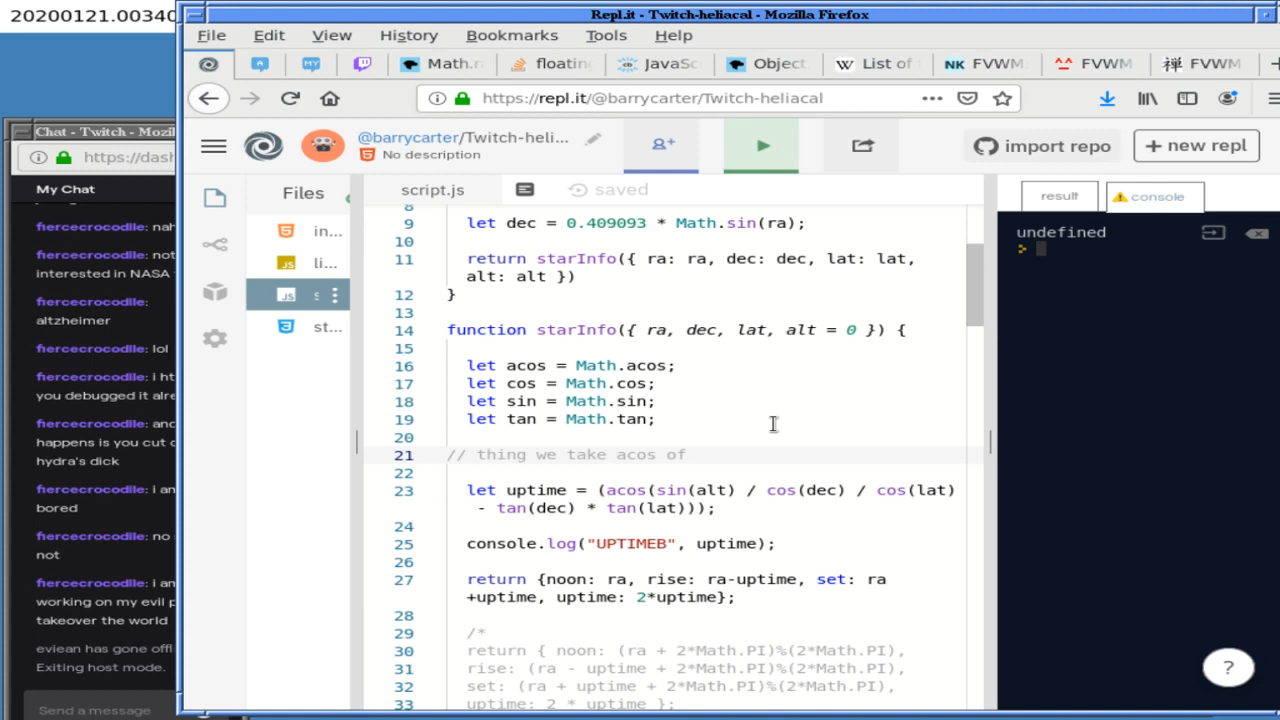 20200121.00340
Repl.it - Twitch-heliacal - Mozilla Firefox
File Edit View History Bookmarks Tools Help
Math.r floatin JavaSc Object. List of FVWM FVWM FVWM
https://repl.it/@barrycarter/Twitch-heliacal
@barrycarter/Twitch-heli...
No description
import repo
+ new repl
Chat - Twitch - Mozil
https://das
My Chat
fiercecrocodile: nah
fiercecrocodile: not
interested in NASA
fiercecrocodile:
altzheimer
fiercecrocodile: lol
fiercecrocodile: i
you debugged it
fiercecrocodile:
happens is you cut
hydra's dick
fiercecrocodile: i am
bored
fiercecrocodile: no
not
fiercecrocodile: i am
working on my evil
takeover the world
eviean has gone
Exiting host mode.
Send a message
Files
in...
li...
s
st...
script.js
saved
8
9 let dec = 0.409093 * Math.sin(ra);
10
11 return starInfo({ ra: ra, dec: dec, lat: lat,
alt: alt })
12 }
13
14 function starInfo({ ra, dec, lat, alt = 0 }) {
15
16 let acos = Math.acos;
17 let cos = Math.cos;
18 let sin = Math.sin;
19 let tan = Math.tan;
20
21 // thing we take acos of
22
23 let uptime = (acos(sin(alt) / cos(dec) / cos(lat)
- tan(dec) * tan(lat)));
24
25 console.log("UPTIMEB", uptime);
26
27 return {noon: ra, rise: ra-uptime, set: ra
+uptime, uptime: 2*uptime};
28
29 /*
30 return { noon: (ra + 2*Math.PI)%(2*Math.PI),
31 rise: (ra - uptime + 2*Math.PI)%(2*Math.PI),
32 set: (ra + uptime + 2*Math.PI)%(2*Math.PI),
33 uptime: 2 * uptime };
result
console
undefined
?